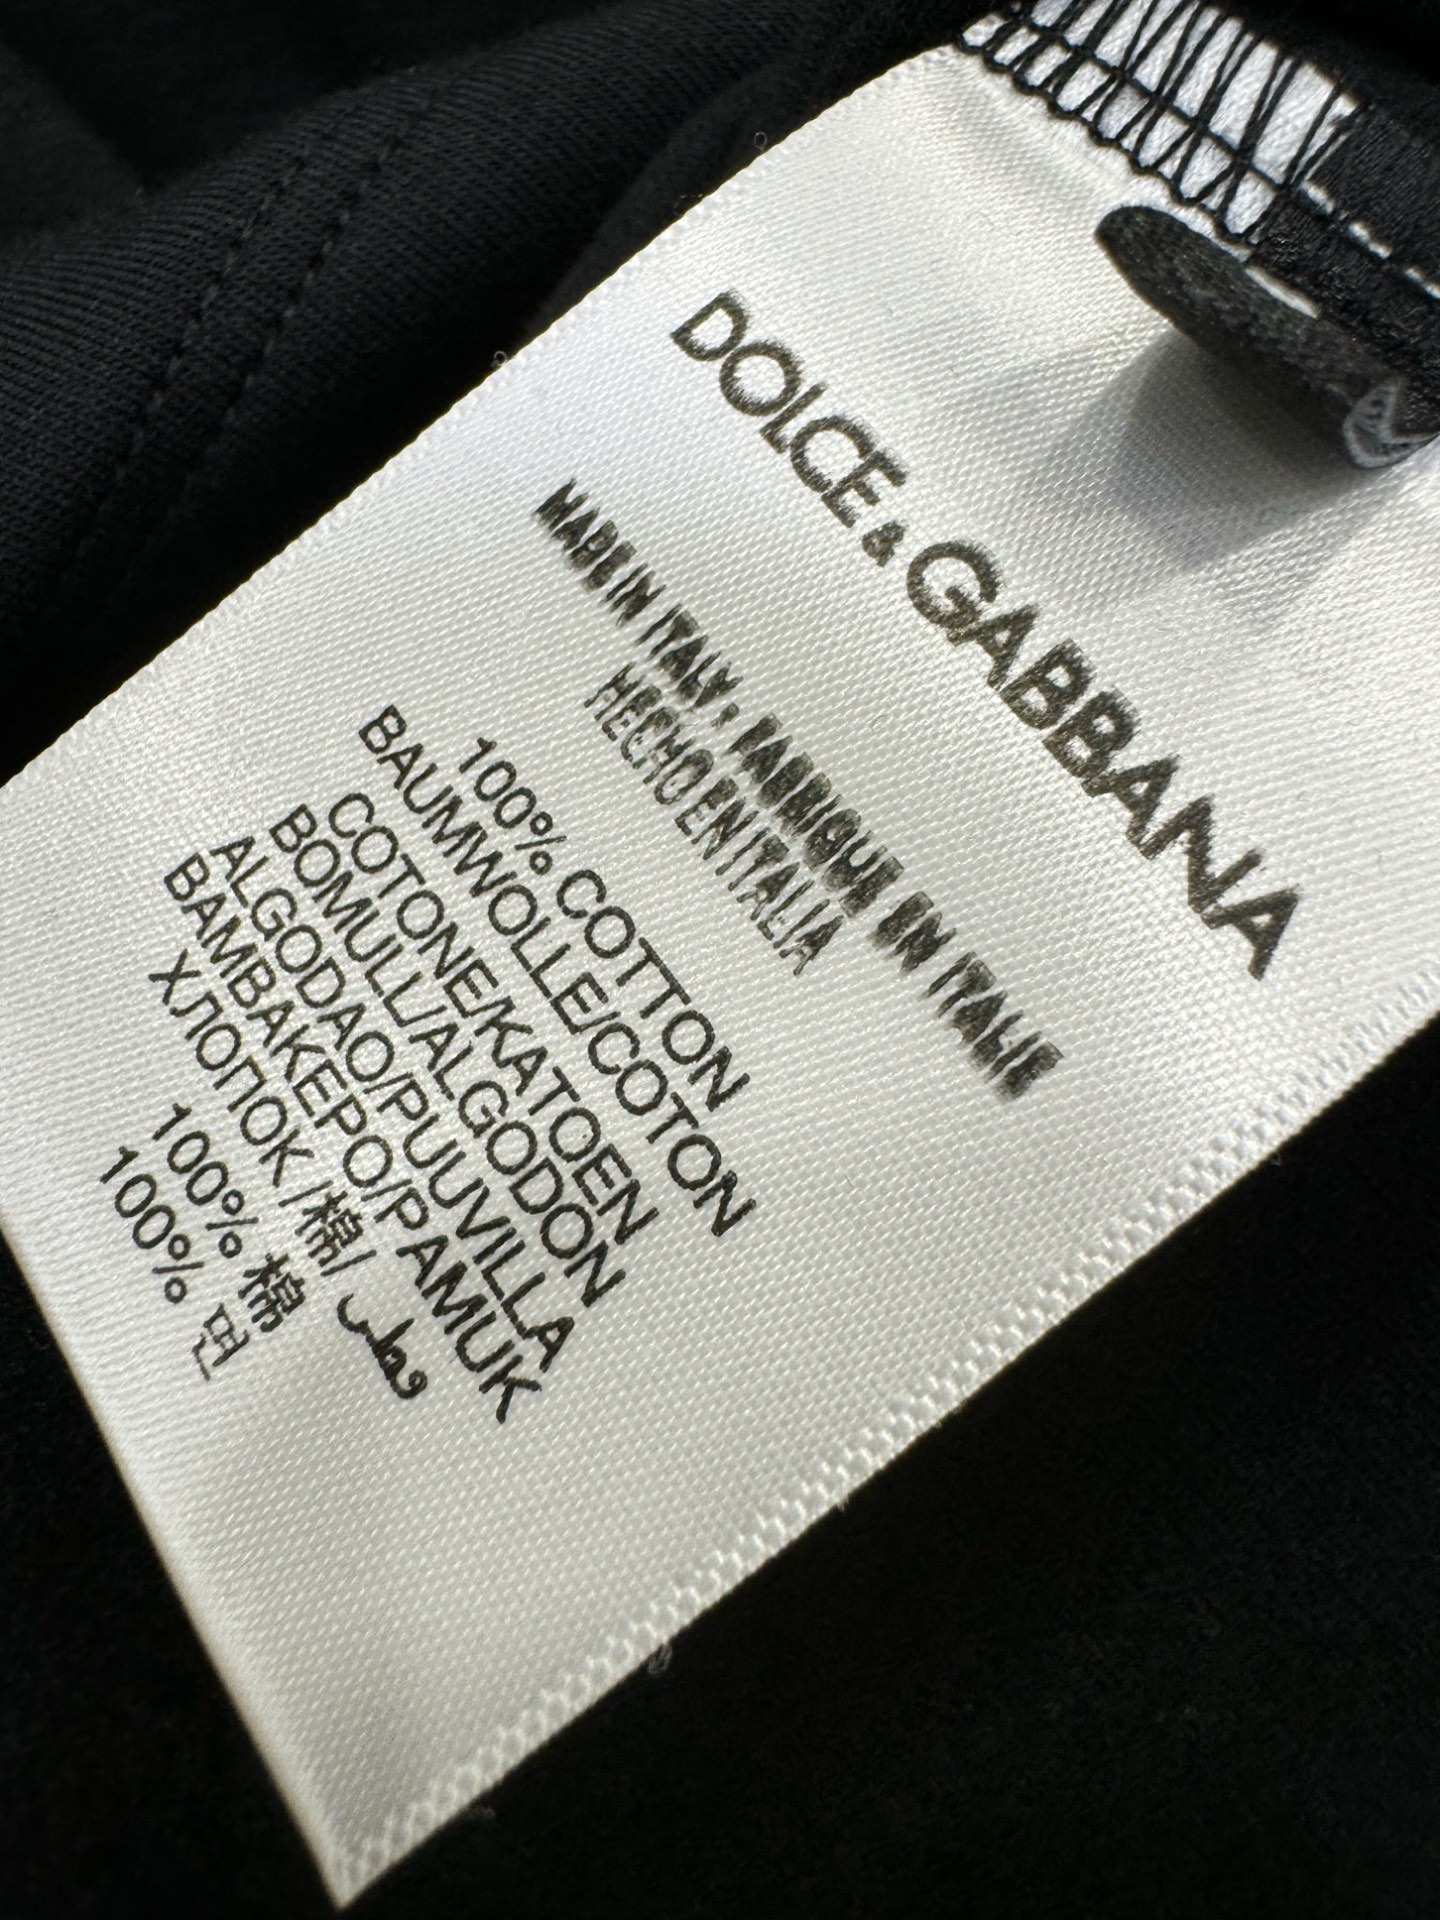 DOLCE & GABBANA
MADE IN ITALY, FABRIQUE EN ITALIE
HECHO EN ITALIA
100% COTTON
BAUMWOLLE/COTON
COTONE/KATOEN
BOMULL/ALGODON
ALGODAO/PUUVILLA
BAMBAKEPO/PAMUK
ХЛОПОК /棉/ قطن
100% 棉
100% 면